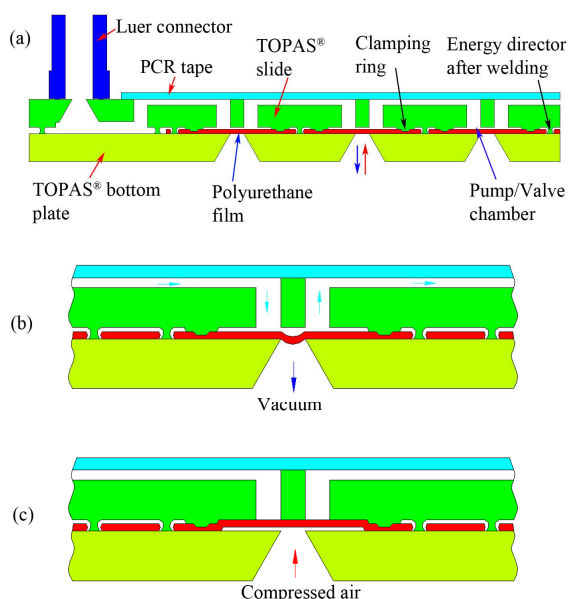 (a)
Luer connector
PCR tape
TOPAS® slide
Clamping ring
Energy director after welding
TOPAS® bottom plate
Polyurethane film
Pump/Valve chamber
(b)
Vacuum
(c)
Compressed air